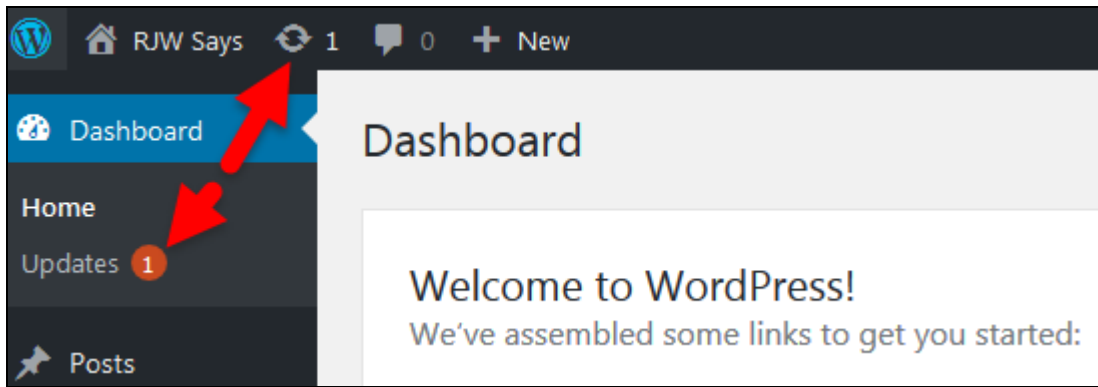 RJW Says 1 0 + New
Dashboard
Dashboard
Home
Updates 1
Welcome to WordPress!
We've assembled some links to get you started:
Posts